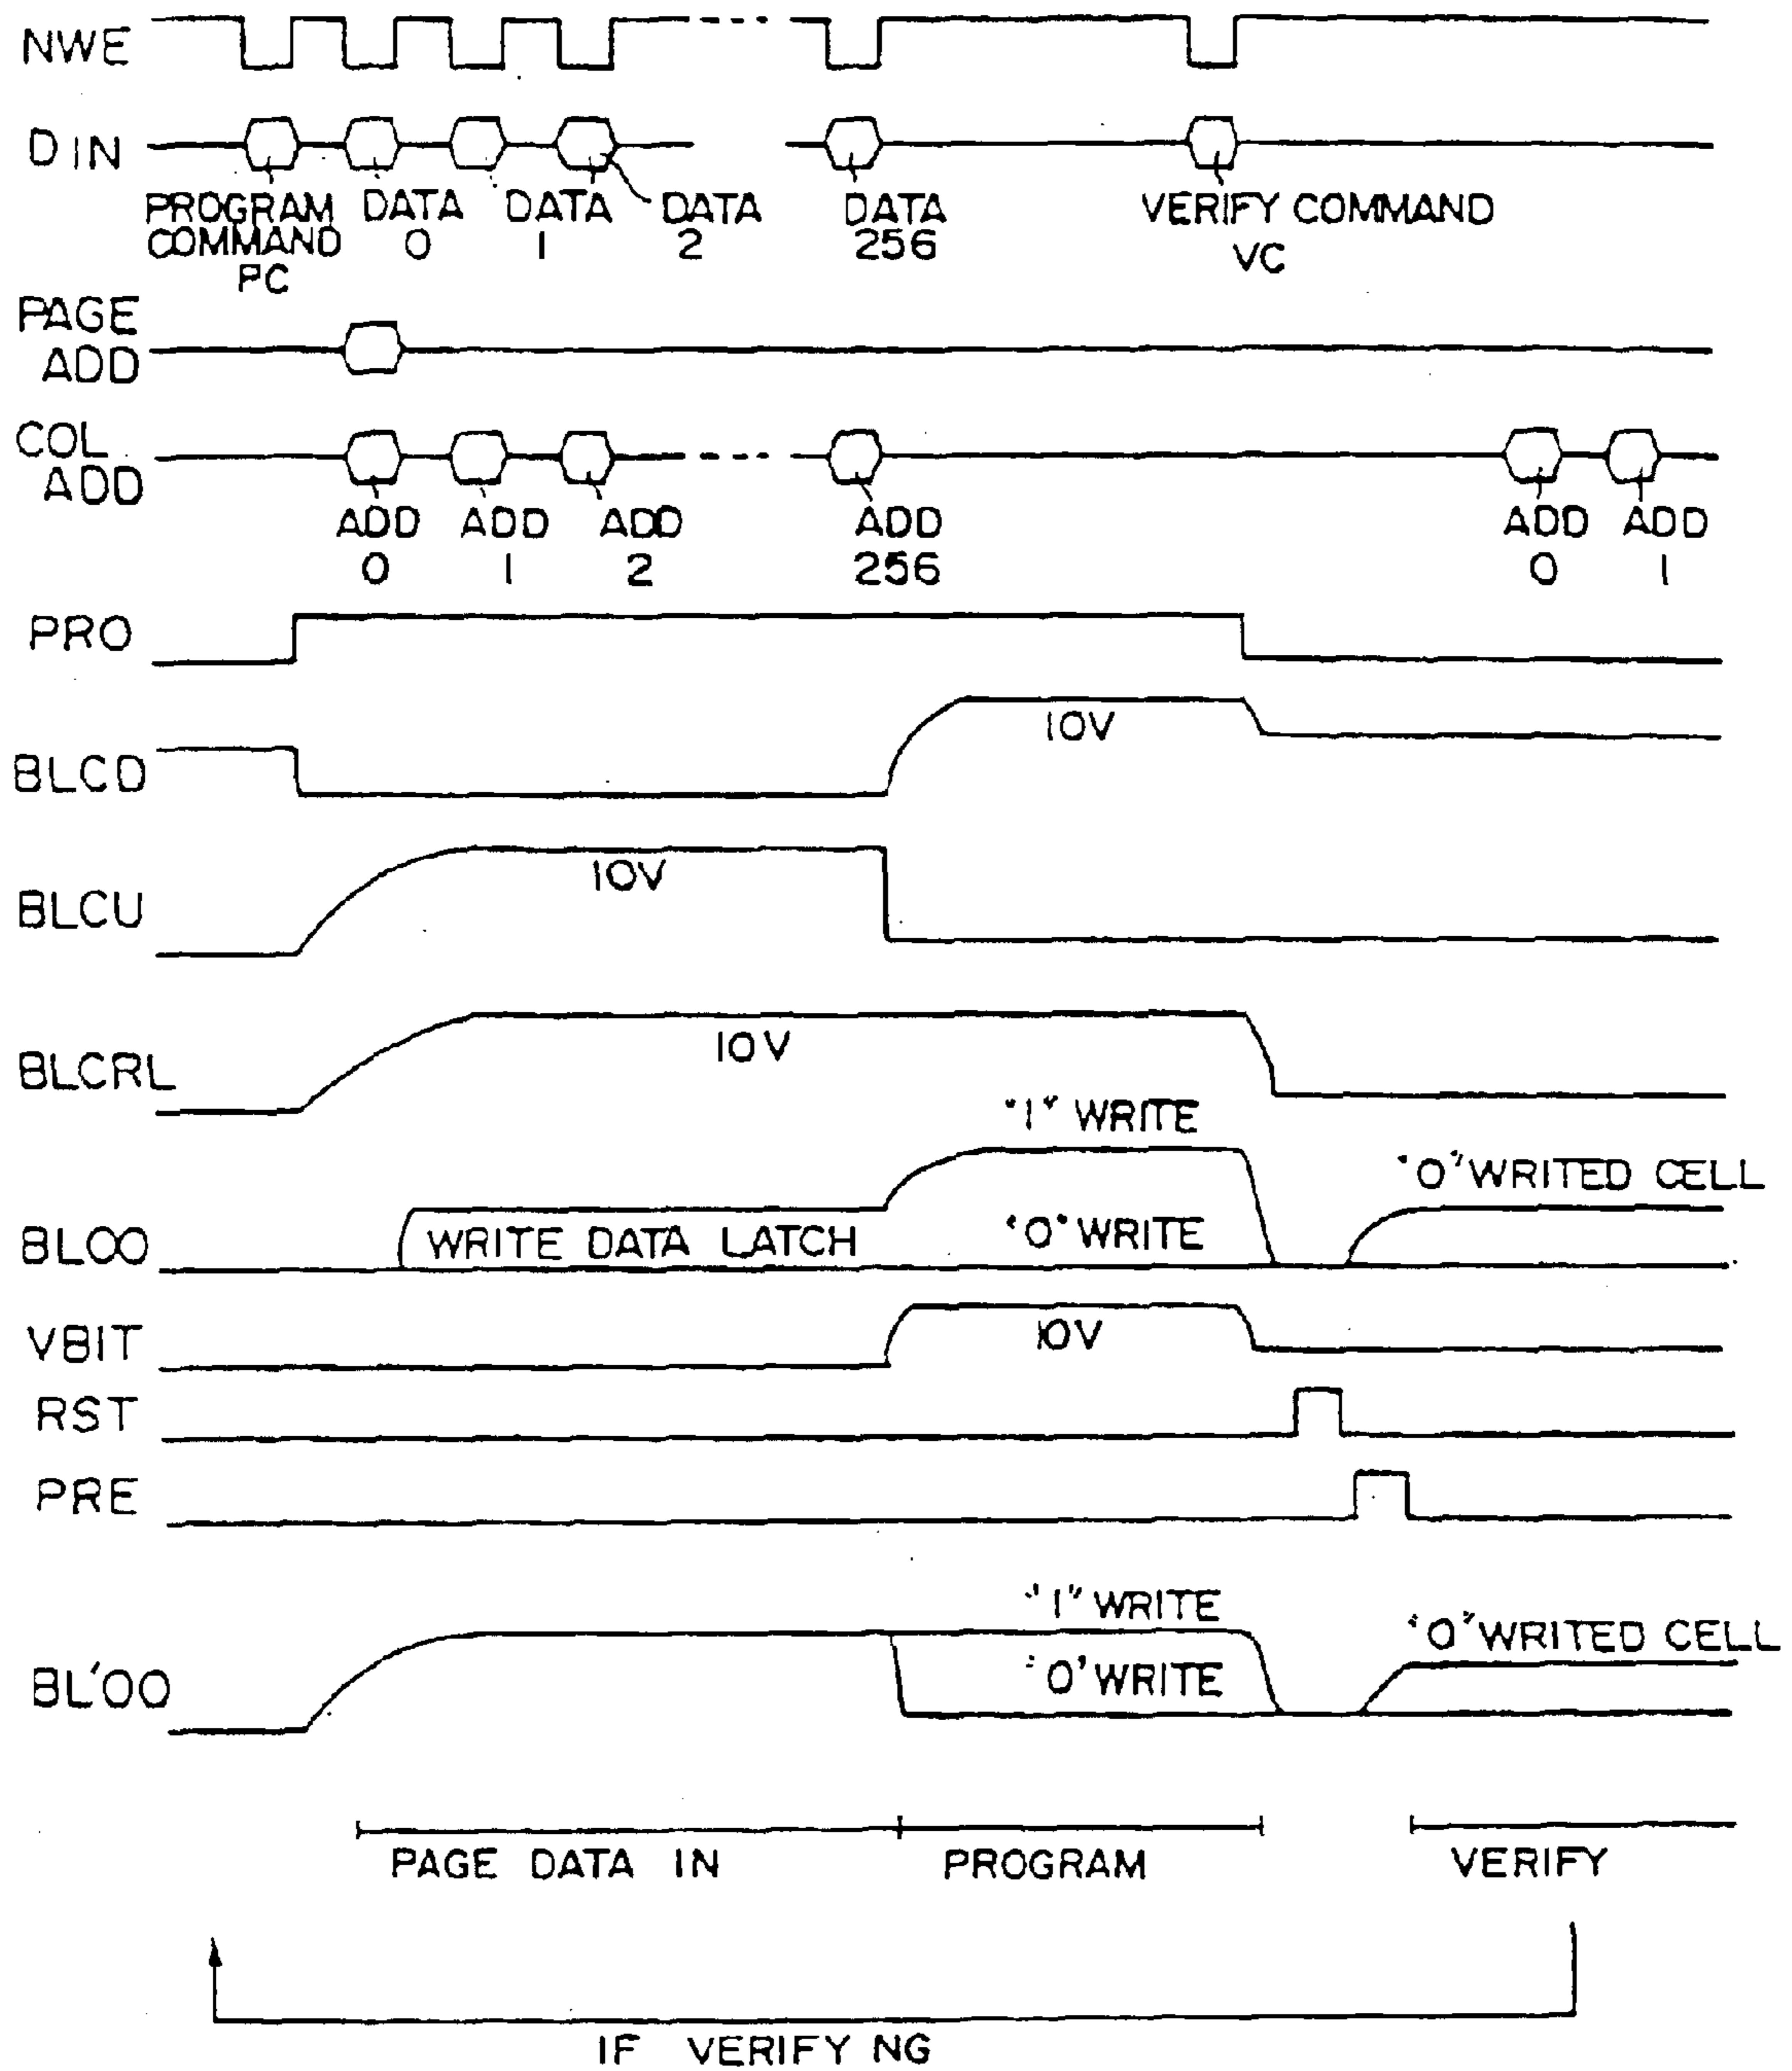 NWE
DIN
PROGRAM COMMAND PC
DATA 0
DATA 1
DATA 2
DATA 256
VERIFY COMMAND VC
PAGE ADD
COL ADD
ADD 0
ADD 1
ADD 2
ADD 256
ADD 0
ADD 1
PRO
BLCD
10V
BLCU
10V
BLCRL
10V
BL00
WRITE DATA LATCH
"1" WRITE
"0" WRITE
"0" WRITED CELL
VBIT
10V
RST
PRE
BL'00
"1" WRITE
"0" WRITE
"0" WRITED CELL
PAGE DATA IN
PROGRAM
VERIFY
IF VERIFY NG